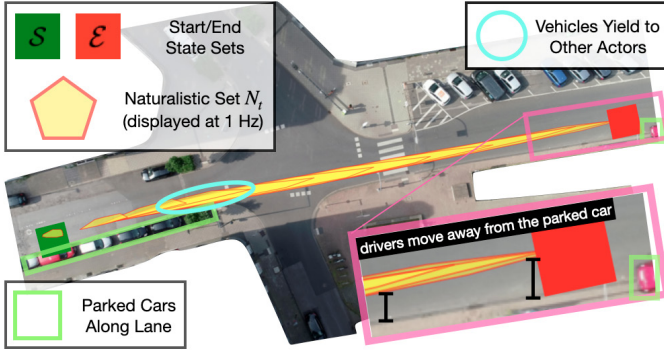 S
E
Start/End
State Sets
Naturalistic Set Nt
(displayed at 1 Hz)
Vehicles Yield to
Other Actors
drivers move away from the parked car
Parked Cars
Along Lane